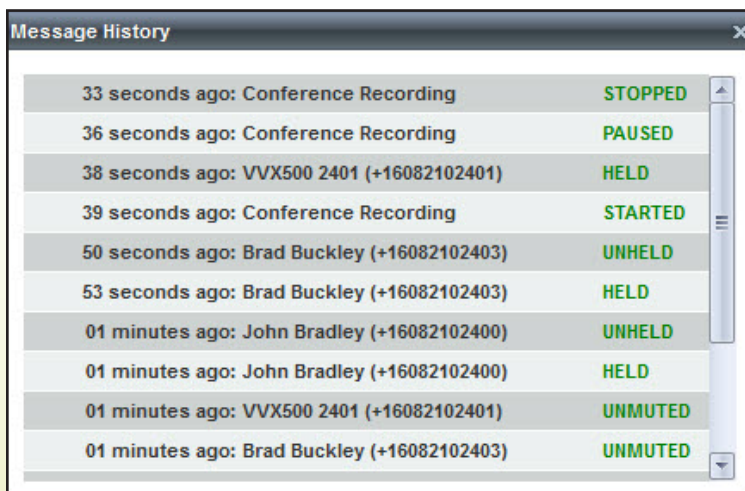 Message History
33 seconds ago: Conference Recording STOPPED
36 seconds ago: Conference Recording PAUSED
38 seconds ago: VVX500 2401 (+16082102401) HELD
39 seconds ago: Conference Recording STARTED
50 seconds ago: Brad Buckley (+16082102403) UNHELD
53 seconds ago: Brad Buckley (+16082102403) HELD
01 minutes ago: John Bradley (+16082102400) UNHELD
01 minutes ago: John Bradley (+16082102400) HELD
01 minutes ago: VVX500 2401 (+16082102401) UNMUTED
01 minutes ago: Brad Buckley (+16082102403) UNMUTED